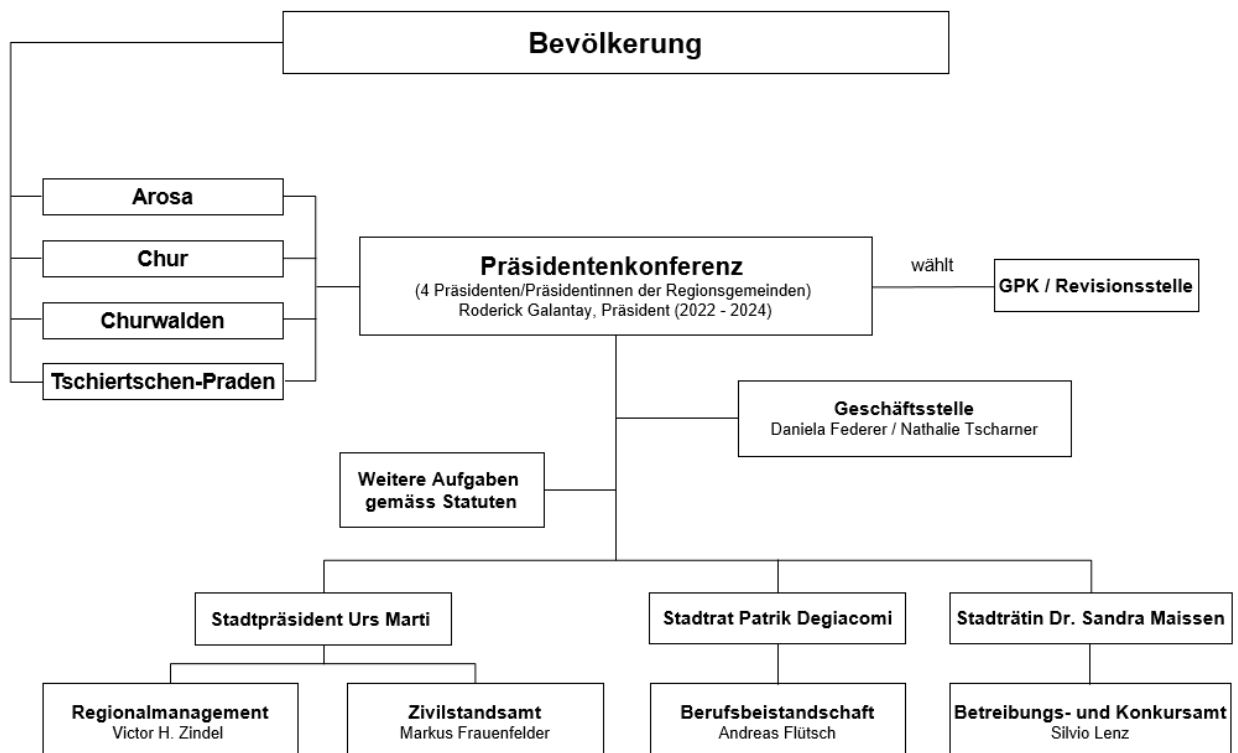 Bevölkerung
Arosa
Chur
Churwalden
Tschiertschen-Praden
Präsidentenkonferenz
(4 Präsidenten/Präsidentinnen der Regionsgemeinden)
Roderick Galantay, Präsident (2022 - 2024)
wählt
GPK / Revisionsstelle
Geschäftsstelle
Daniela Federer / Nathalie Tscharner
Weitere Aufgaben
gemäss Statuten
Stadtpräsident Urs Marti
Stadtrat Patrik Degiacomi
Stadträtin Dr. Sandra Maissen
Regionalmanagement
Victor H. Zindel
Zivilstandsamt
Markus Frauenfelder
Berufsbeistandschaft
Andreas Flütsch
Betreibungs- und Konkursamt
Silvio Lenz